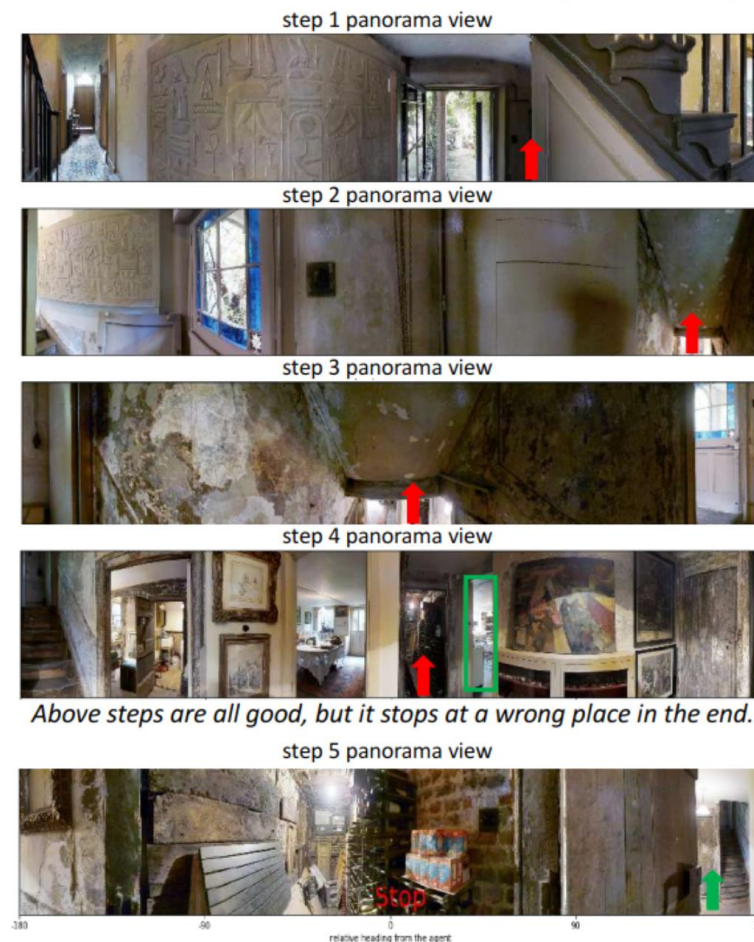 step 1 panorama view
step 2 panorama view
step 3 panorama view
step 4 panorama view
Above steps are all good, but it stops at a wrong place in the end.
step 5 panorama view
Stop
-180 -90 0 90
relative heading from the agent